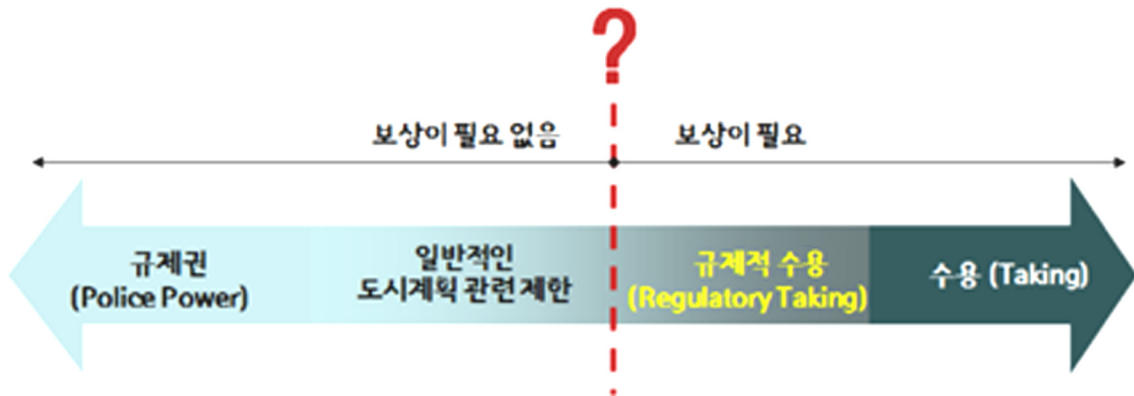 ?
보상이 필요 없음
보상이 필요
규제권
(Police Power)
일반적인
도시계획 관련 제한
규제적 수용
(Regulatory Taking)
수용 (Taking)